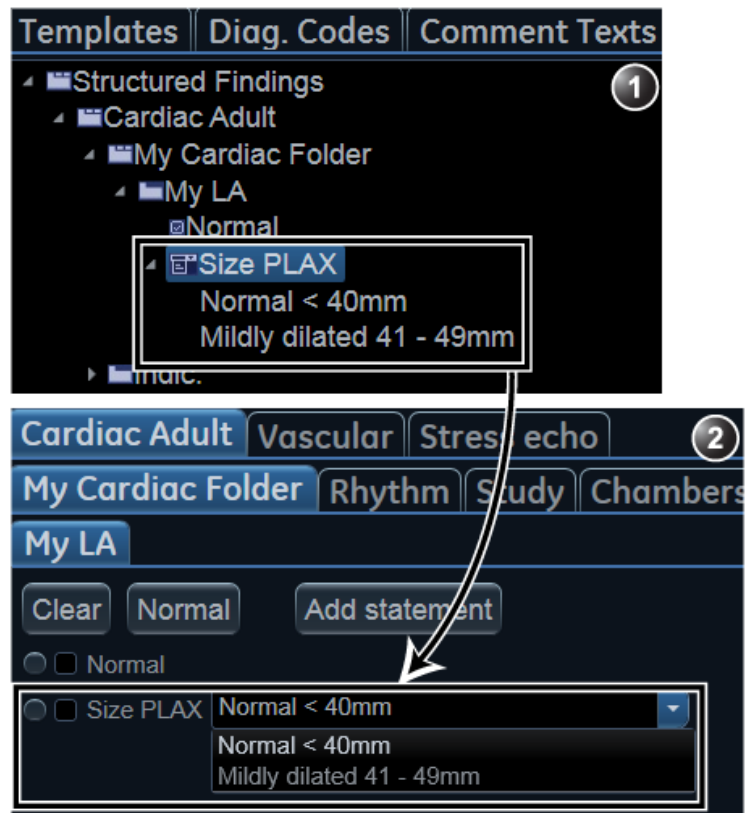 Templates Diag. Codes Comment Texts
1
Structured Findings
Cardiac Adult
My Cardiac Folder
My LA
Normal
Size PLAX
Normal < 40mm
Mildly dilated 41 - 49mm
Indic.
Cardiac Adult Vascular Stress echo
2
My Cardiac Folder Rhythm Study Chambers
My LA
Clear Normal Add statement
Normal
Size PLAX Normal < 40mm
Normal < 40mm
Mildly dilated 41 - 49mm